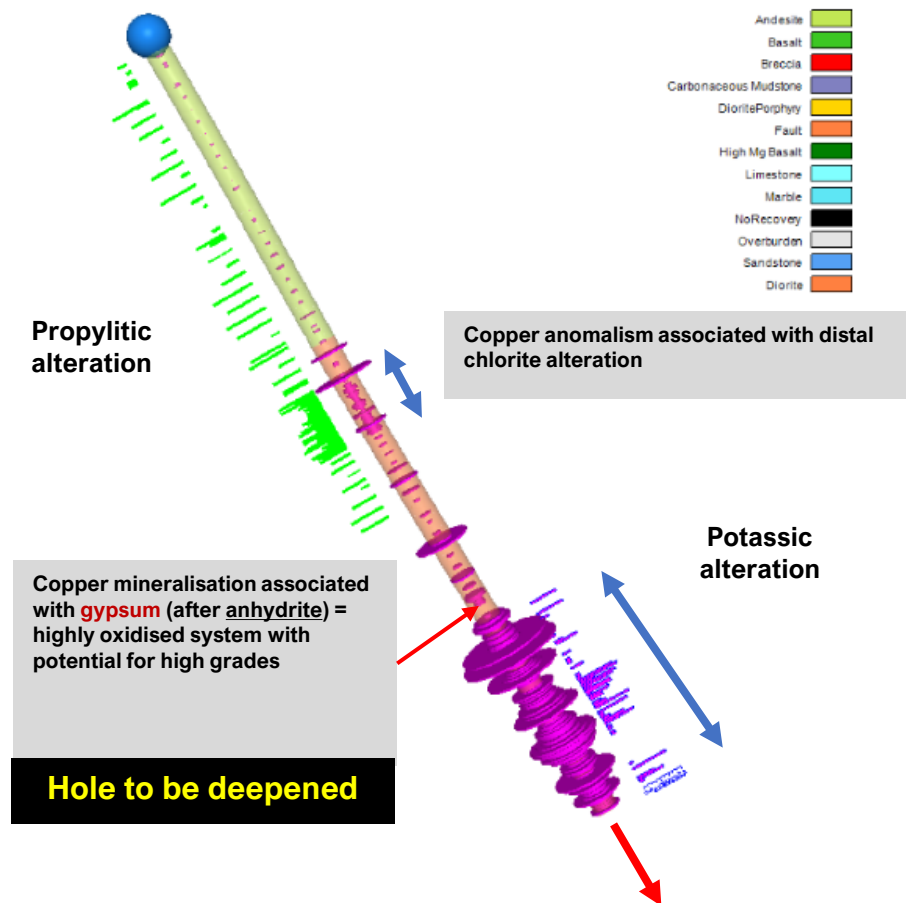 Andesite
Basalt
Breccia
Carbonaceous Mudstone
DioritePorphyry
Fault
High Mg Basalt
Limestone
Marble
NoRecovery
Overburden
Sandstone
Diorite
Propylitic
alteration
Copper anomalism associated with distal
chlorite alteration
Potassic
alteration
Copper mineralisation associated
with gypsum (after anhydrite) =
highly oxidised system with
potential for high grades
Hole to be deepened